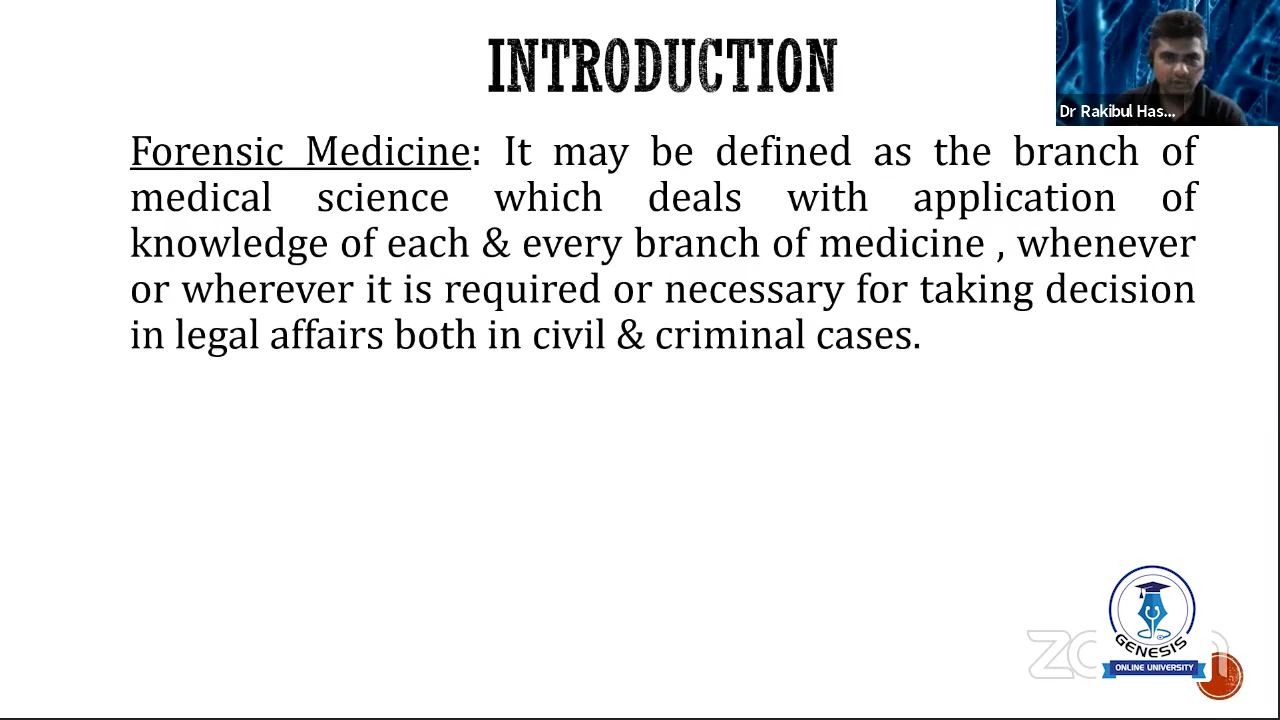 INTRODUCTION
Dr Rakibul Has...
Forensic Medicine: It may be defined as the branch of
medical science which deals with application of
knowledge of each & every branch of medicine , whenever
or wherever it is required or necessary for taking decision
in legal affairs both in civil & criminal cases.
GENESIS
ONLINE UNIVERSITY